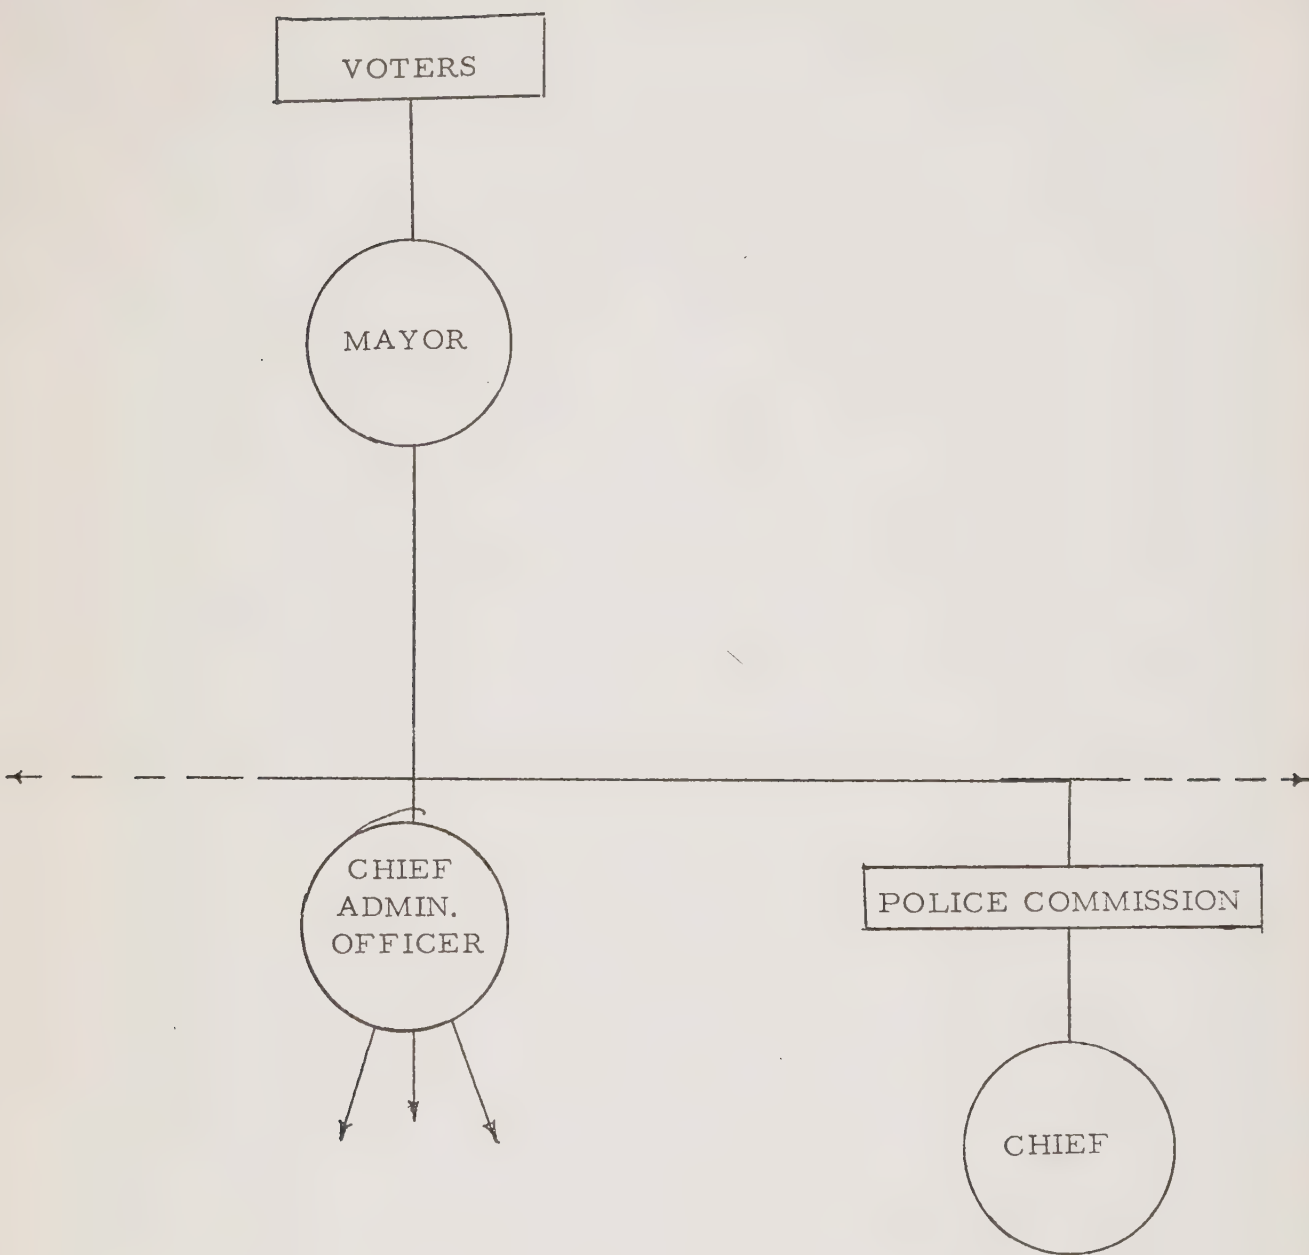 VOTERS
MAYOR
CHIEF
ADMIN.
OFFICER
POLICE COMMISSION
CHIEF